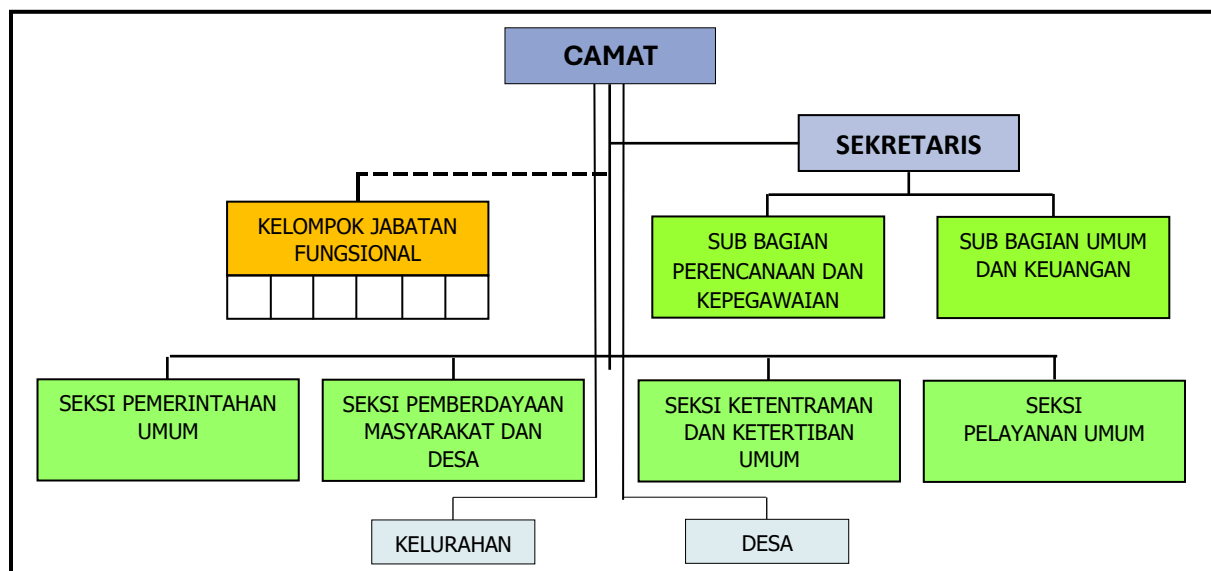 CAMAT
SEKRETARIS
KELOMPOK JABATAN
FUNGSIONAL
SUB BAGIAN
PERENCANAAN DAN
KEPEGAWAIAN
SUB BAGIAN UMUM
DAN KEUANGAN
SEKSI PEMERINTAHAN
UMUM
SEKSI PEMBERDAYAAN
MASYARAKAT DAN
DESA
SEKSI KETENTRAMAN
DAN KETERTIBAN
UMUM
SEKSI
PELAYANAN UMUM
KELURAHAN
DESA